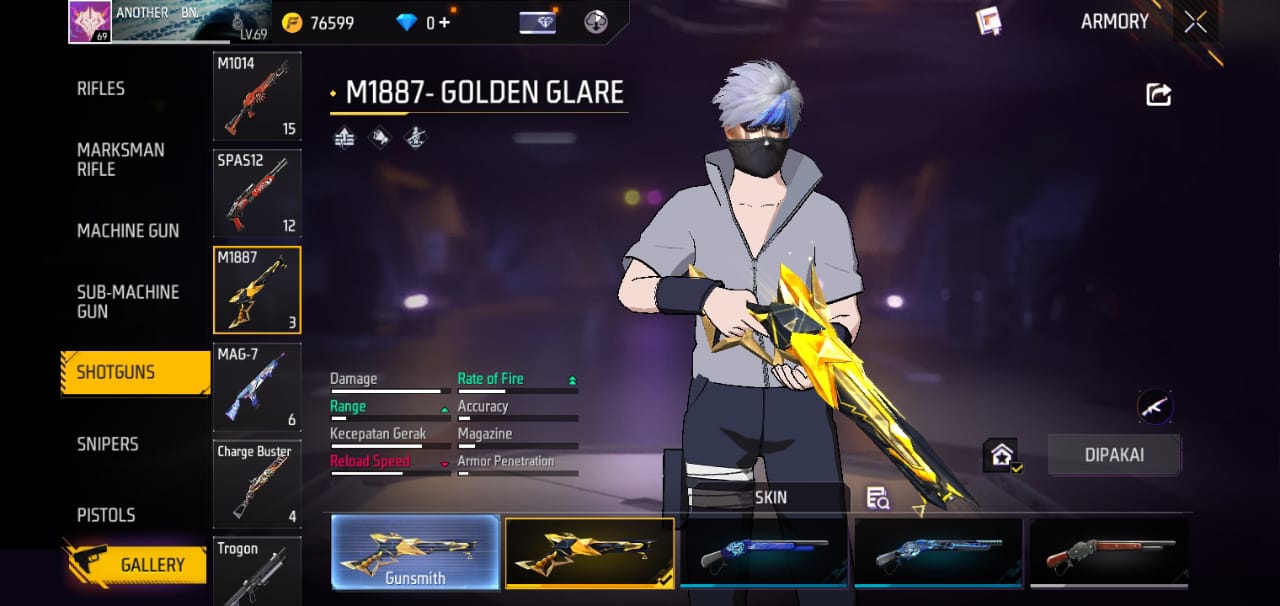 ANOTHER BN.
69
LV.69
76599
0 +
ARMORY
RIFLES
MARKSMAN
RIFLE
MACHINE GUN
SUB-MACHINE
GUN
SHOTGUNS
SNIPERS
PISTOLS
GALLERY
M1014
15
SPAS12
12
M1887
3
MAG-7
6
Charge Buster
4
Trogon
M1887- GOLDEN GLARE
Damage
Rate of Fire
Range
Accuracy
Kecepatan Gerak
Magazine
Reload Speed
Armor Penetration
DIPAKAI
SKIN
Gunsmith